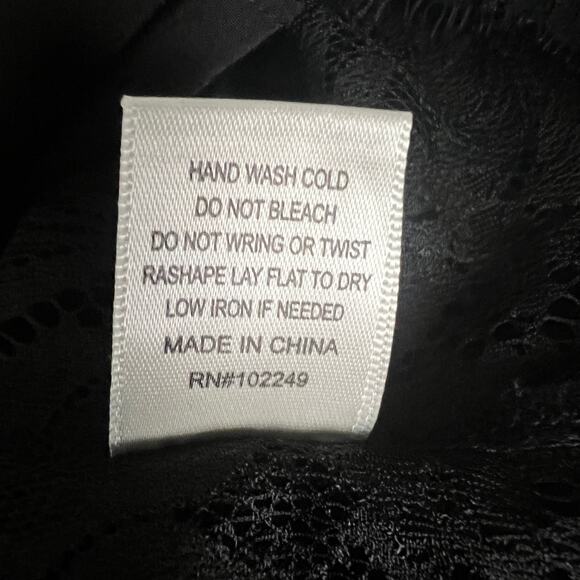 HAND WASH COLD
DO NOT BLEACH
DO NOT WRING OR TWIST
RASHAPE LAY FLAT TO DRY
LOW IRON IF NEEDED
MADE IN CHINA
RN#102249